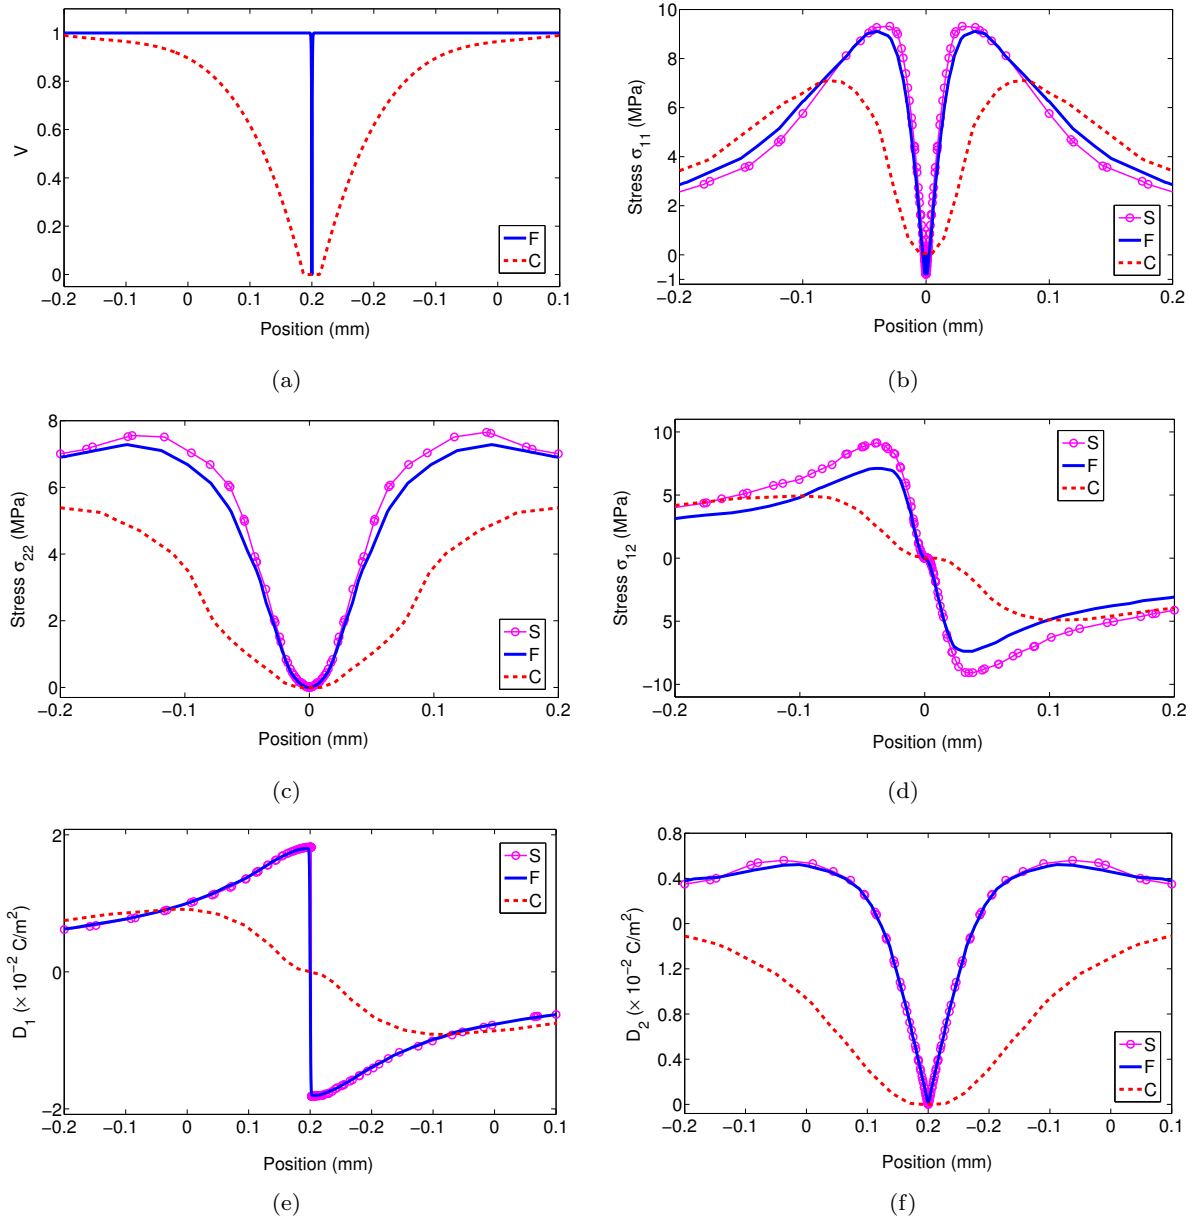 1
0.8
0.6
0.4
0.2
0
V
−0.2 −0.1 0 0.1 0.2 −0.2 −0.1 0 0.1
Position (mm)
F
C
(a)
10
8
6
4
2
0
−1
Stress σ11 (MPa)
−0.2 −0.1 0 0.1 0.2
Position (mm)
S
F
C
(b)
8
6
4
2
0
Stress σ22 (MPa)
−0.2 −0.1 0 0.1 0.2
Position (mm)
S
F
C
(c)
10
5
0
5
−10
Stress σ12 (MPa)
−0.2 −0.1 0 0.1 0.2
Position (mm)
S
F
C
(d)
2
1
0
−1
−2
D1 (× 10−2 C/m2)
−0.2 −0.1 0 0.1 0.2 −0.2 −0.1 0 0.1
Position (mm)
S
F
C
(e)
0.8
0.4
0
1.2
0.8
0.4
0
D2 (× 10−2 C/m2)
−0.2 −0.1 0 0.1 0.2 −0.2 −0.1 0 0.1
Position (mm)
S
F
C
(f)